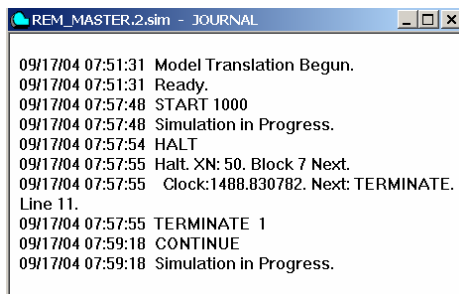 REM_MASTER.2.sim - JOURNAL
09/17/04 07:51:31 Model Translation Begun.
09/17/04 07:51:31 Ready.
09/17/04 07:57:48 START 1000
09/17/04 07:57:48 Simulation in Progress.
09/17/04 07:57:54 HALT
09/17/04 07:57:55 Halt. XN: 50. Block 7 Next.
09/17/04 07:57:55 Clock:1488.830782. Next: TERMINATE.
Line 11.
09/17/04 07:57:55 TERMINATE 1
09/17/04 07:59:18 CONTINUE
09/17/04 07:59:18 Simulation in Progress.